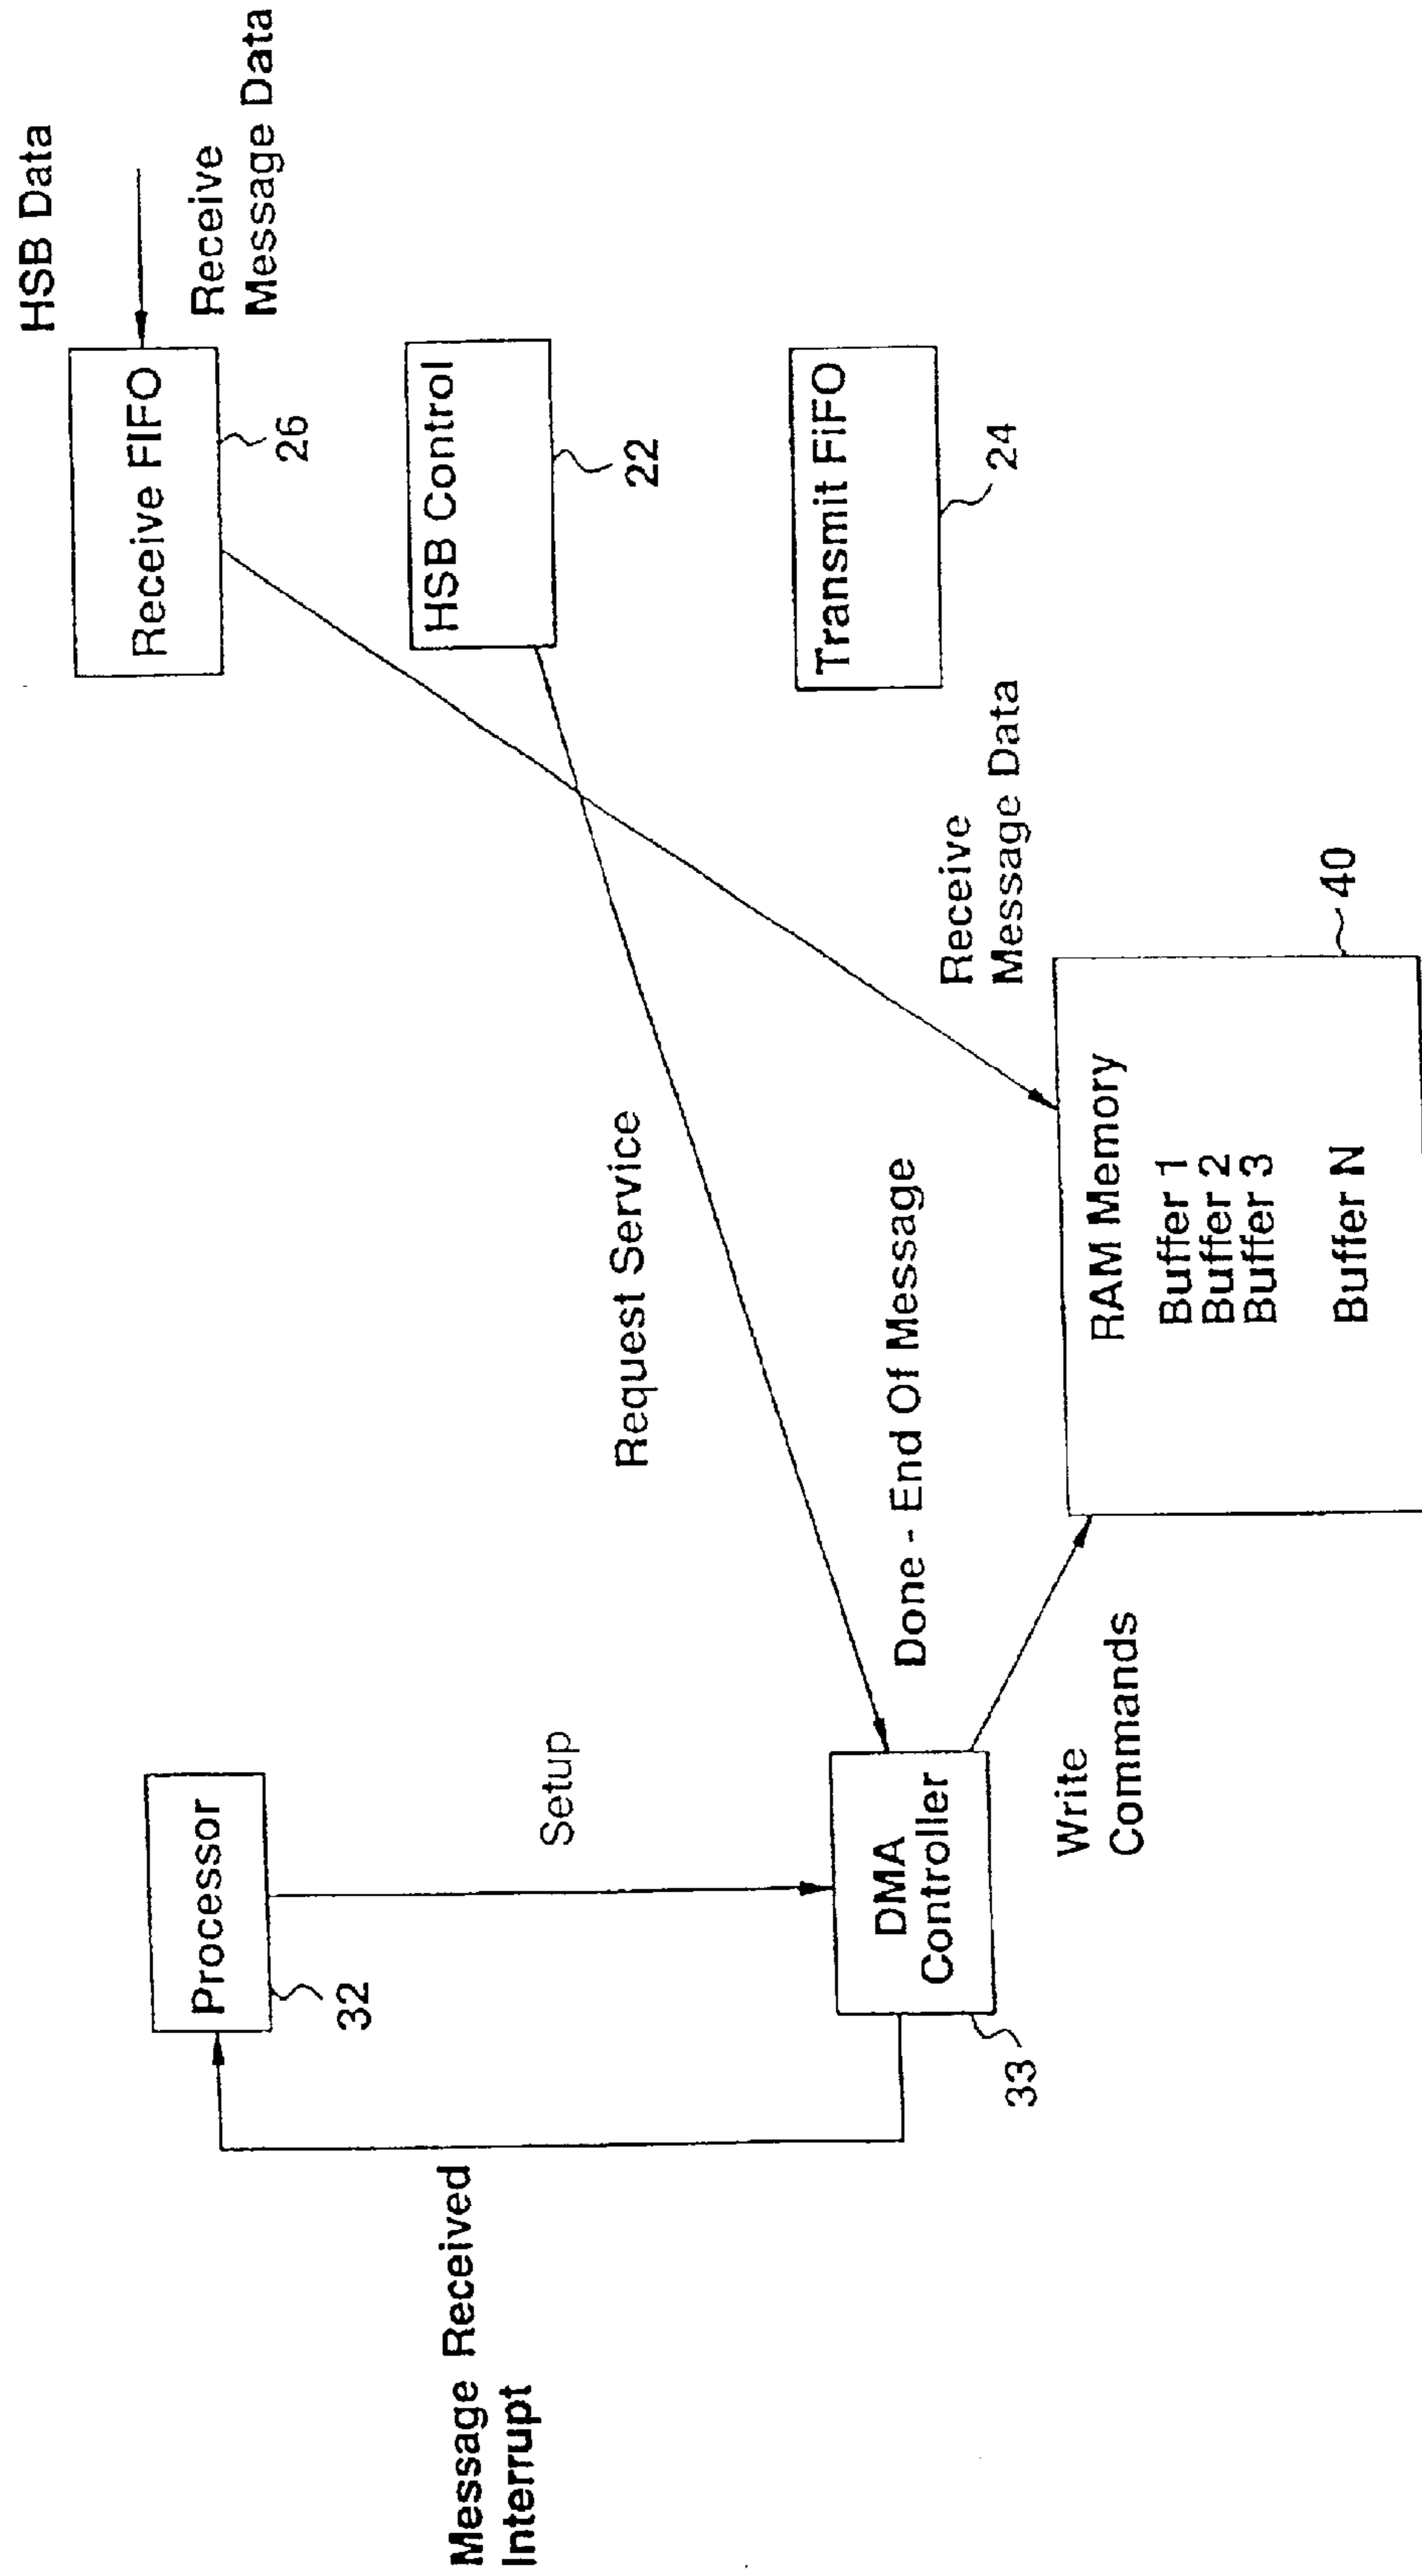 HSB Data
Receive
Message Data
Receive FIFO
26
HSB Control
22
Transmit FiFO
24
Processor
32
Setup
Message Received
Interrupt
Request Service
Done - End Of Message
DMA
Controller
33
Write
Commands
Receive
Message Data
RAM Memory
Buffer 1
Buffer 2
Buffer 3
Buffer N
40